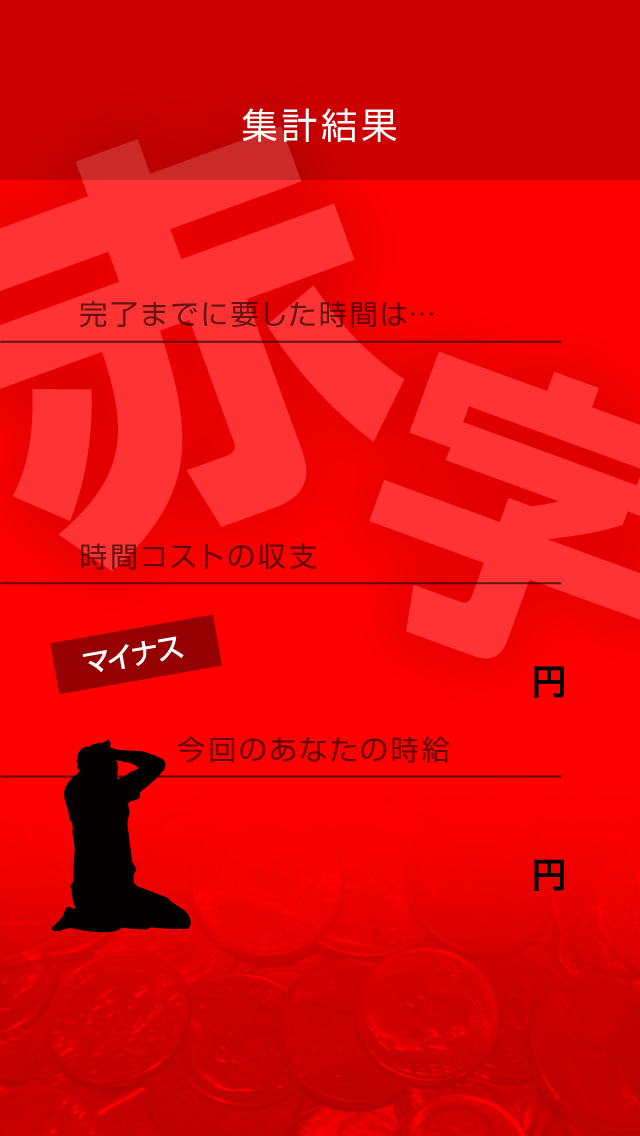 集計結果
赤字
完了までに要した時間は…
時間コストの収支
マイナス
円
今回のあなたの時給
円